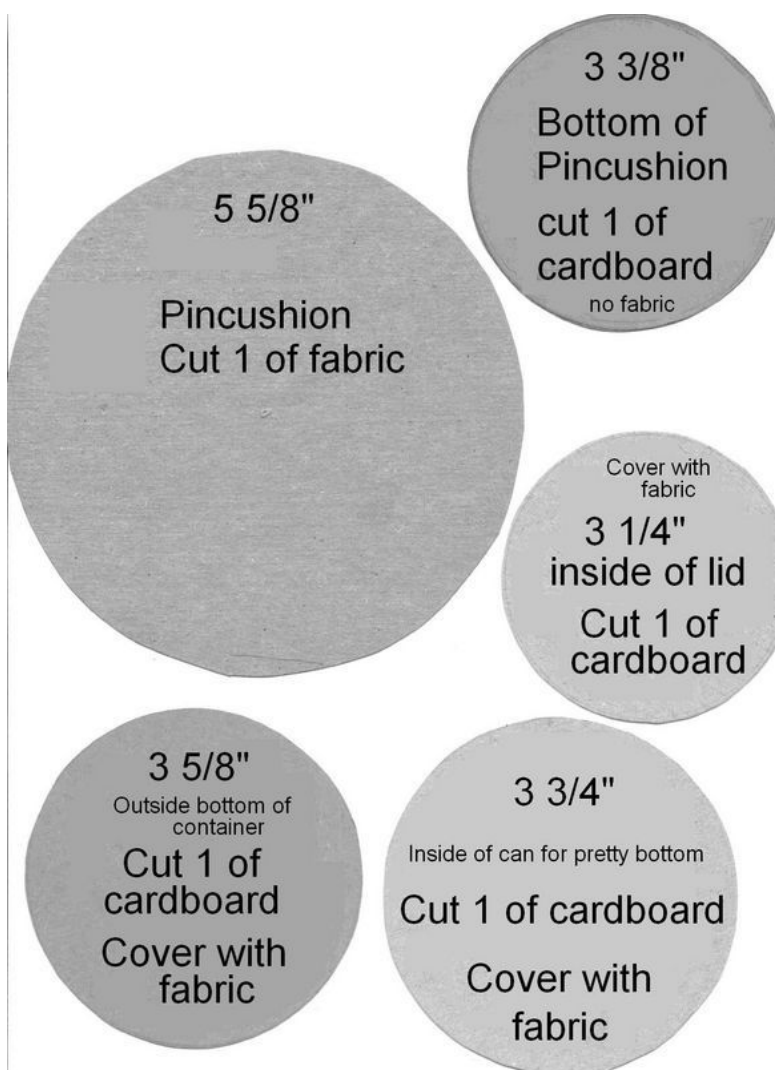 5 5/8"
Pincushion
Cut 1 of fabric
3 3/8"
Bottom of
Pincushion
cut 1 of
cardboard
no fabric
Cover with
fabric
3 1/4"
inside of lid
Cut 1 of
cardboard
3 5/8"
Outside bottom of
container
Cut 1 of
cardboard
Cover with
fabric
3 3/4"
Inside of can for pretty bottom
Cut 1 of cardboard
Cover with
fabric